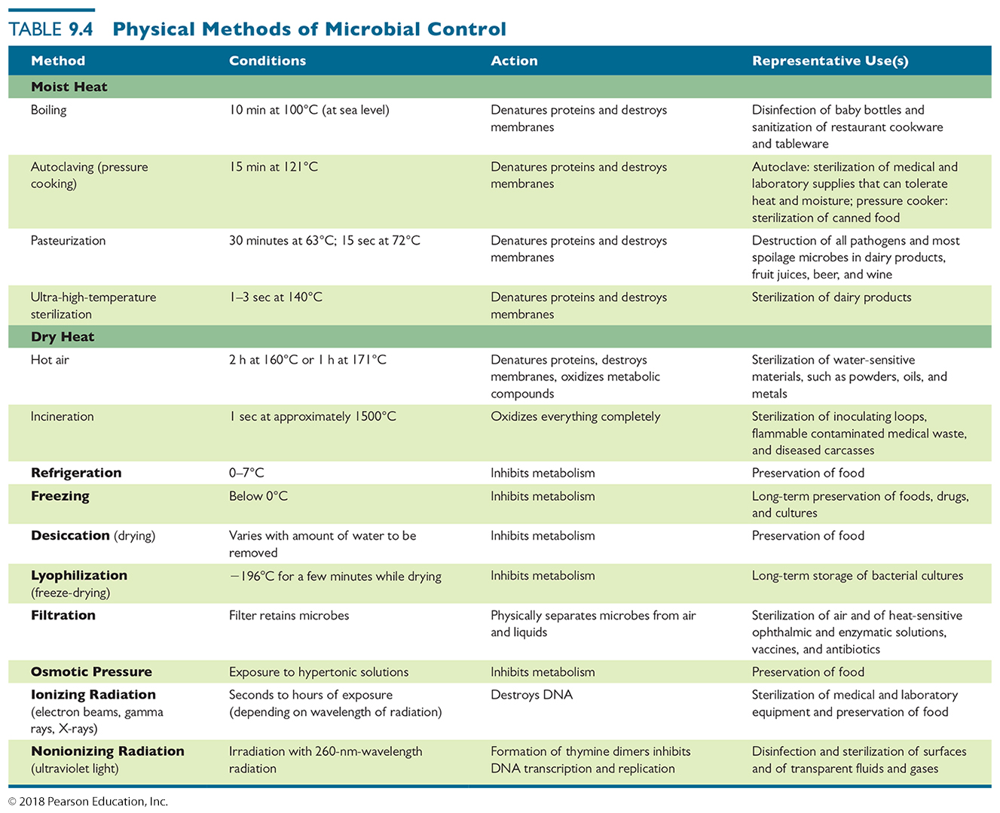 TABLE 9.4 Physical Methods of Microbial Control
Method Conditions Action Representative Use(s)
Moist Heat
Boiling 10 min at 100°C (at sea level) Denatures proteins and destroys Disinfection of baby bottles and
membranes sanitization of restaurant cookware
and tableware
Autoclaving (pressure 15 min at 121°C Denatures proteins and destroys Autoclave: sterilization of medical and
cooking) membranes laboratory supplies that can tolerate
heat and moisture; pressure cooker:
sterilization of canned food
Pasteurization 30 minutes at 63°C; 15 sec at 72°C Denatures proteins and destroys Destruction of all pathogens and most
membranes spoilage microbes in dairy products,
fruit juices, beer, and wine
Ultra-high-temperature 1–3 sec at 140°C Denatures proteins and destroys Sterilization of dairy products
sterilization membranes
Dry Heat
Hot air 2 h at 160°C or 1 h at 171°C Denatures proteins, destroys Sterilization of water-sensitive
membranes, oxidizes metabolic materials, such as powders, oils, and
compounds metals
Incineration 1 sec at approximately 1500°C Oxidizes everything completely Sterilization of inoculating loops,
flammable contaminated medical waste,
and diseased carcasses
Refrigeration 0–7°C Inhibits metabolism Preservation of food
Freezing Below 0°C Inhibits metabolism Long-term preservation of foods, drugs,
and cultures
Desiccation (drying) Varies with amount of water to be Inhibits metabolism Preservation of food
removed
Lyophilization −196°C for a few minutes while drying Inhibits metabolism Long-term storage of bacterial cultures
(freeze-drying)
Filtration Filter retains microbes Physically separates microbes from air Sterilization of air and of heat-sensitive
and liquids ophthalmic and enzymatic solutions,
vaccines, and antibiotics
Osmotic Pressure Exposure to hypertonic solutions Inhibits metabolism Preservation of food
Ionizing Radiation Seconds to hours of exposure Destroys DNA Sterilization of medical and laboratory
(electron beams, gamma (depending on wavelength of radiation) equipment and preservation of food
rays, X-rays)
Nonionizing Radiation Irradiation with 260-nm-wavelength Formation of thymine dimers inhibits Disinfection and sterilization of surfaces
(ultraviolet light) radiation DNA transcription and replication and of transparent fluids and gases
© 2018 Pearson Education, Inc.